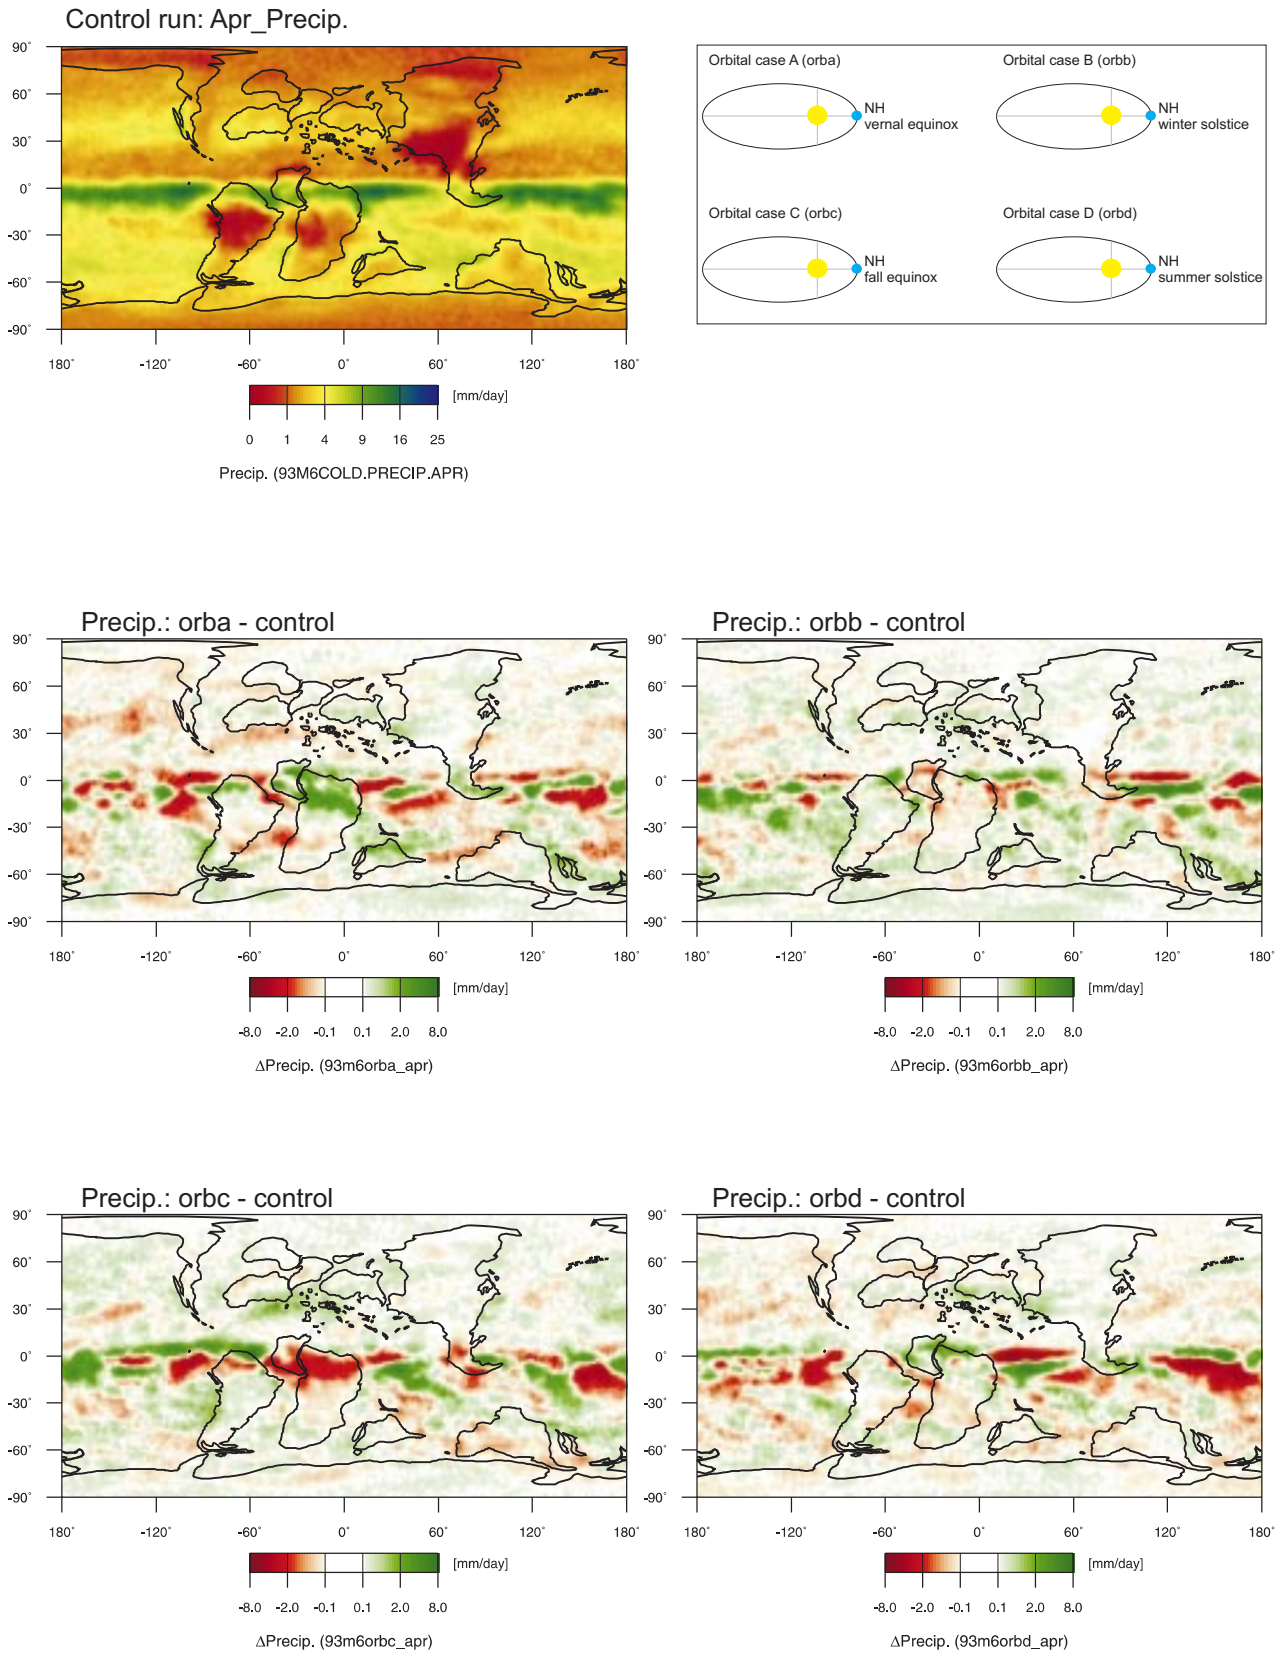 Control run: Apr_Precip.
90°
60°
30°
0°
-30°
-60°
-90°
180° -120° -60° 0° 60° 120° 180°
[mm/day]
0 1 4 9 16 25
Precip. (93M6COLD.PRECIP.APR)
Orbital case A (orba)
NH
vernal equinox
Orbital case B (orbb)
NH
winter solstice
Orbital case C (orbc)
NH
fall equinox
Orbital case D (orbd)
NH
summer solstice
Precip.: orba - control
90°
60°
30°
0°
-30°
-60°
-90°
180° -120° -60° 0° 60° 120° 180°
[mm/day]
-8.0 -2.0 -0.1 0.1 2.0 8.0
ΔPrecip. (93m6orba_apr)
Precip.: orbb - control
90°
60°
30°
0°
-30°
-60°
-90°
180° -120° -60° 0° 60° 120° 180°
[mm/day]
-8.0 -2.0 -0.1 0.1 2.0 8.0
ΔPrecip. (93m6orbb_apr)
Precip.: orbc - control
90°
60°
30°
0°
-30°
-60°
-90°
180° -120° -60° 0° 60° 120° 180°
[mm/day]
-8.0 -2.0 -0.1 0.1 2.0 8.0
ΔPrecip. (93m6orbc_apr)
Precip.: orbd - control
90°
60°
30°
0°
-30°
-60°
-90°
180° -120° -60° 0° 60° 120° 180°
[mm/day]
-8.0 -2.0 -0.1 0.1 2.0 8.0
ΔPrecip. (93m6orbd_apr)